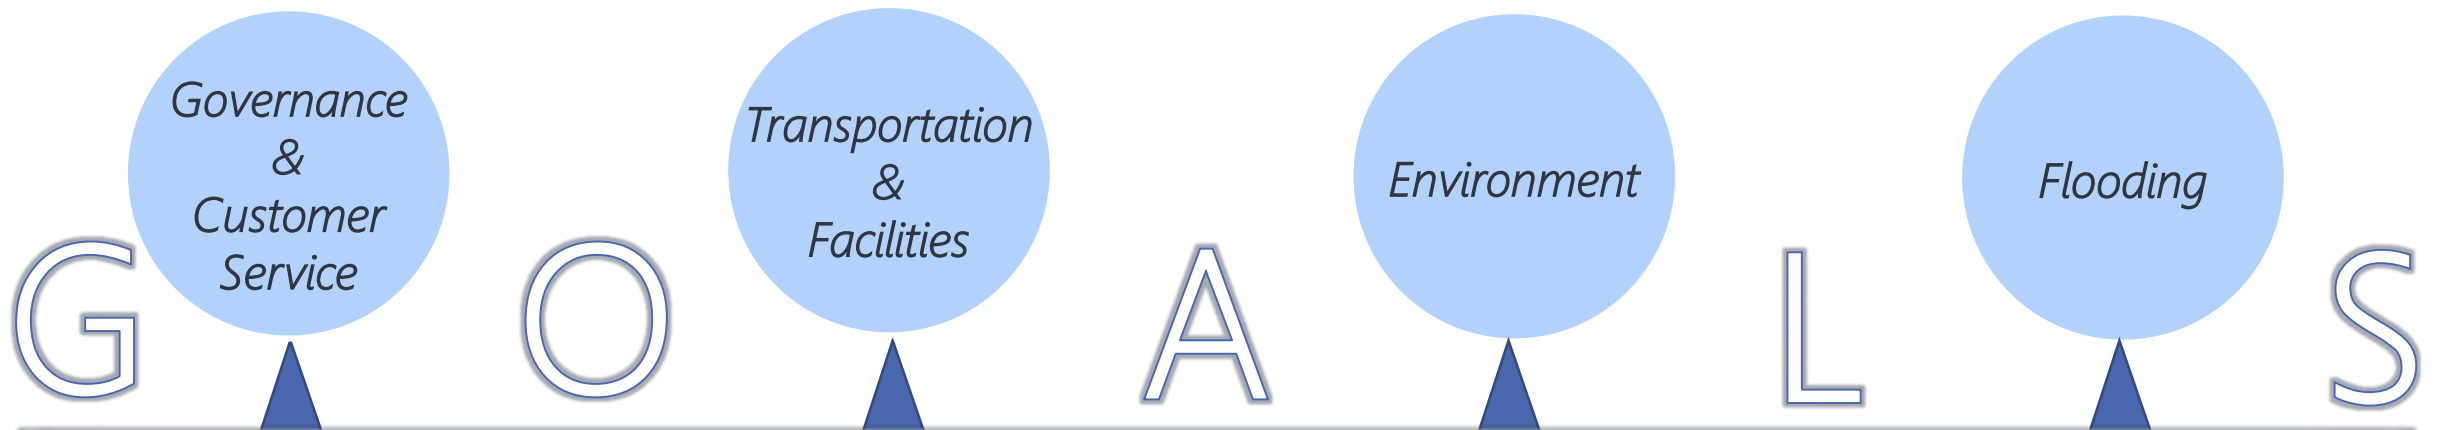 Governance
&
Customer
Service
Transportation
&
Facilities
Environment
Flooding
G O A L S